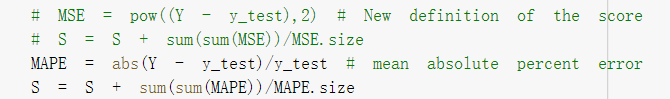 # MSE = pow((Y - y_test),2) # New definition of the score
# S = S + sum(sum(MSE))/MSE.size
MAPE = abs(Y - y_test)/y_test # mean absolute percent error
S = S + sum(sum(MAPE))/MAPE.size